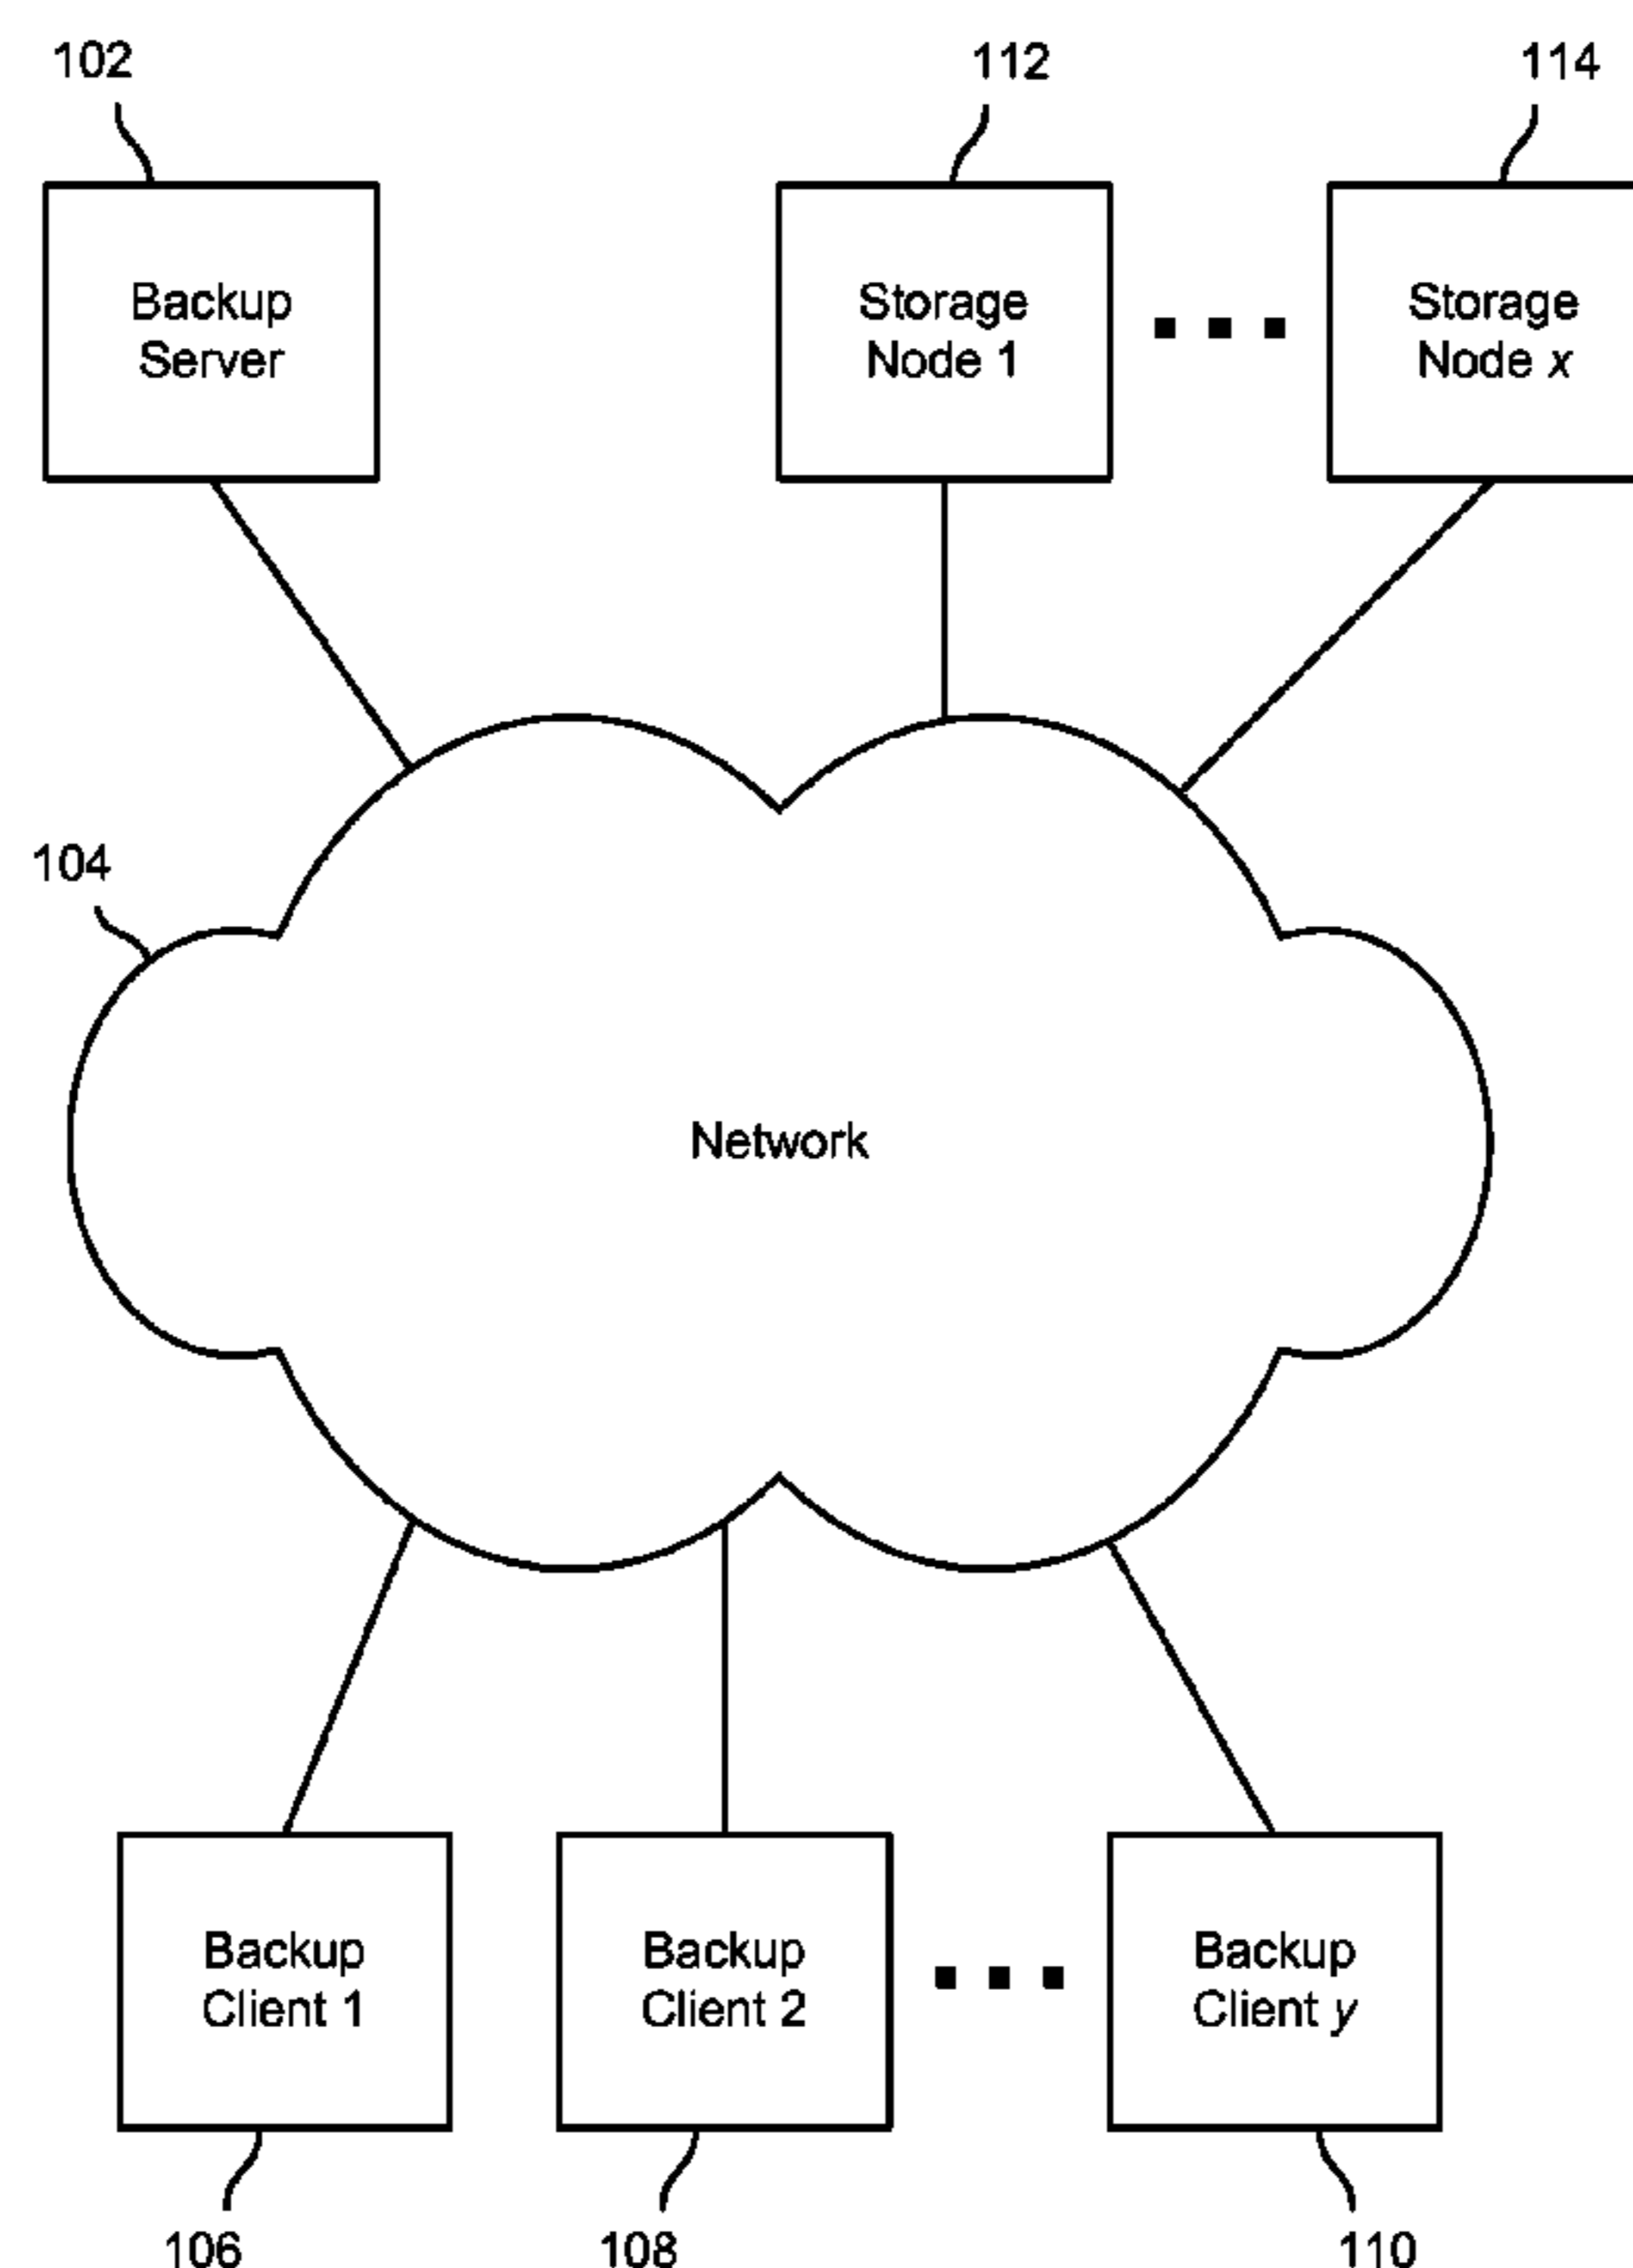 102
112
114
Backup
Server
Storage
Node 1
Storage
Node x
104
Network
Backup
Client 1
Backup
Client 2
Backup
Client y
106
108
110